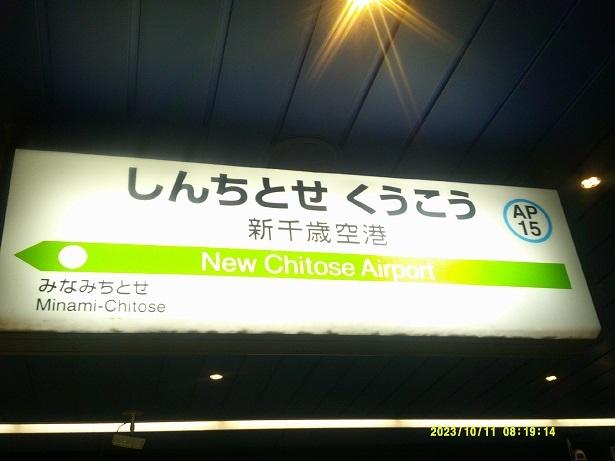 しんちとせ くうこう
AP
15
新千歳空港
New Chitose Airport
みなみちとせ
Minami-Chitose
2023/10/11 08:19:14